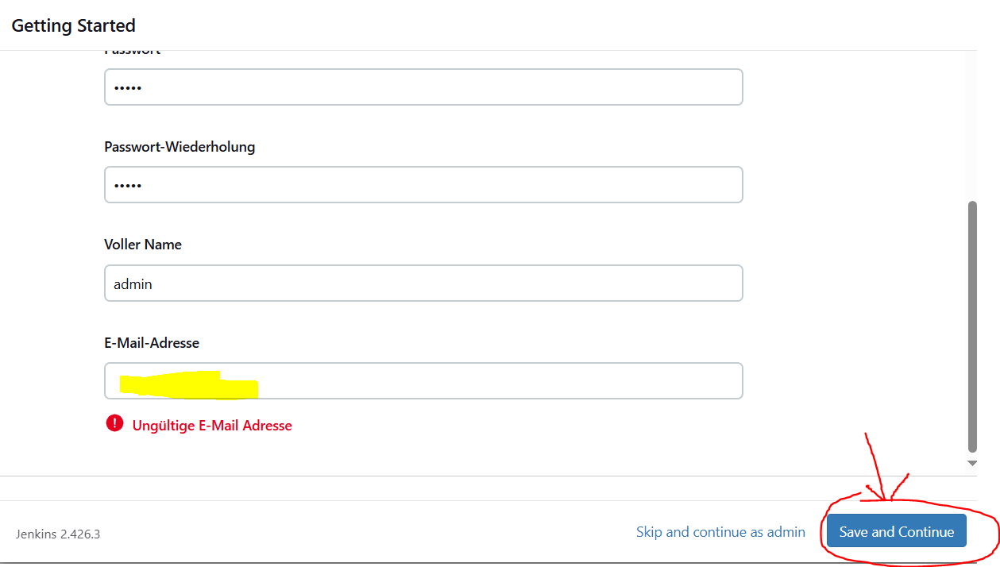 Getting Started
Passwort
•••••
Passwort-Wiederholung
•••••
Voller Name
admin
E-Mail-Adresse
! Ungültige E-Mail Adresse
Jenkins 2.426.3
Skip and continue as admin
Save and Continue